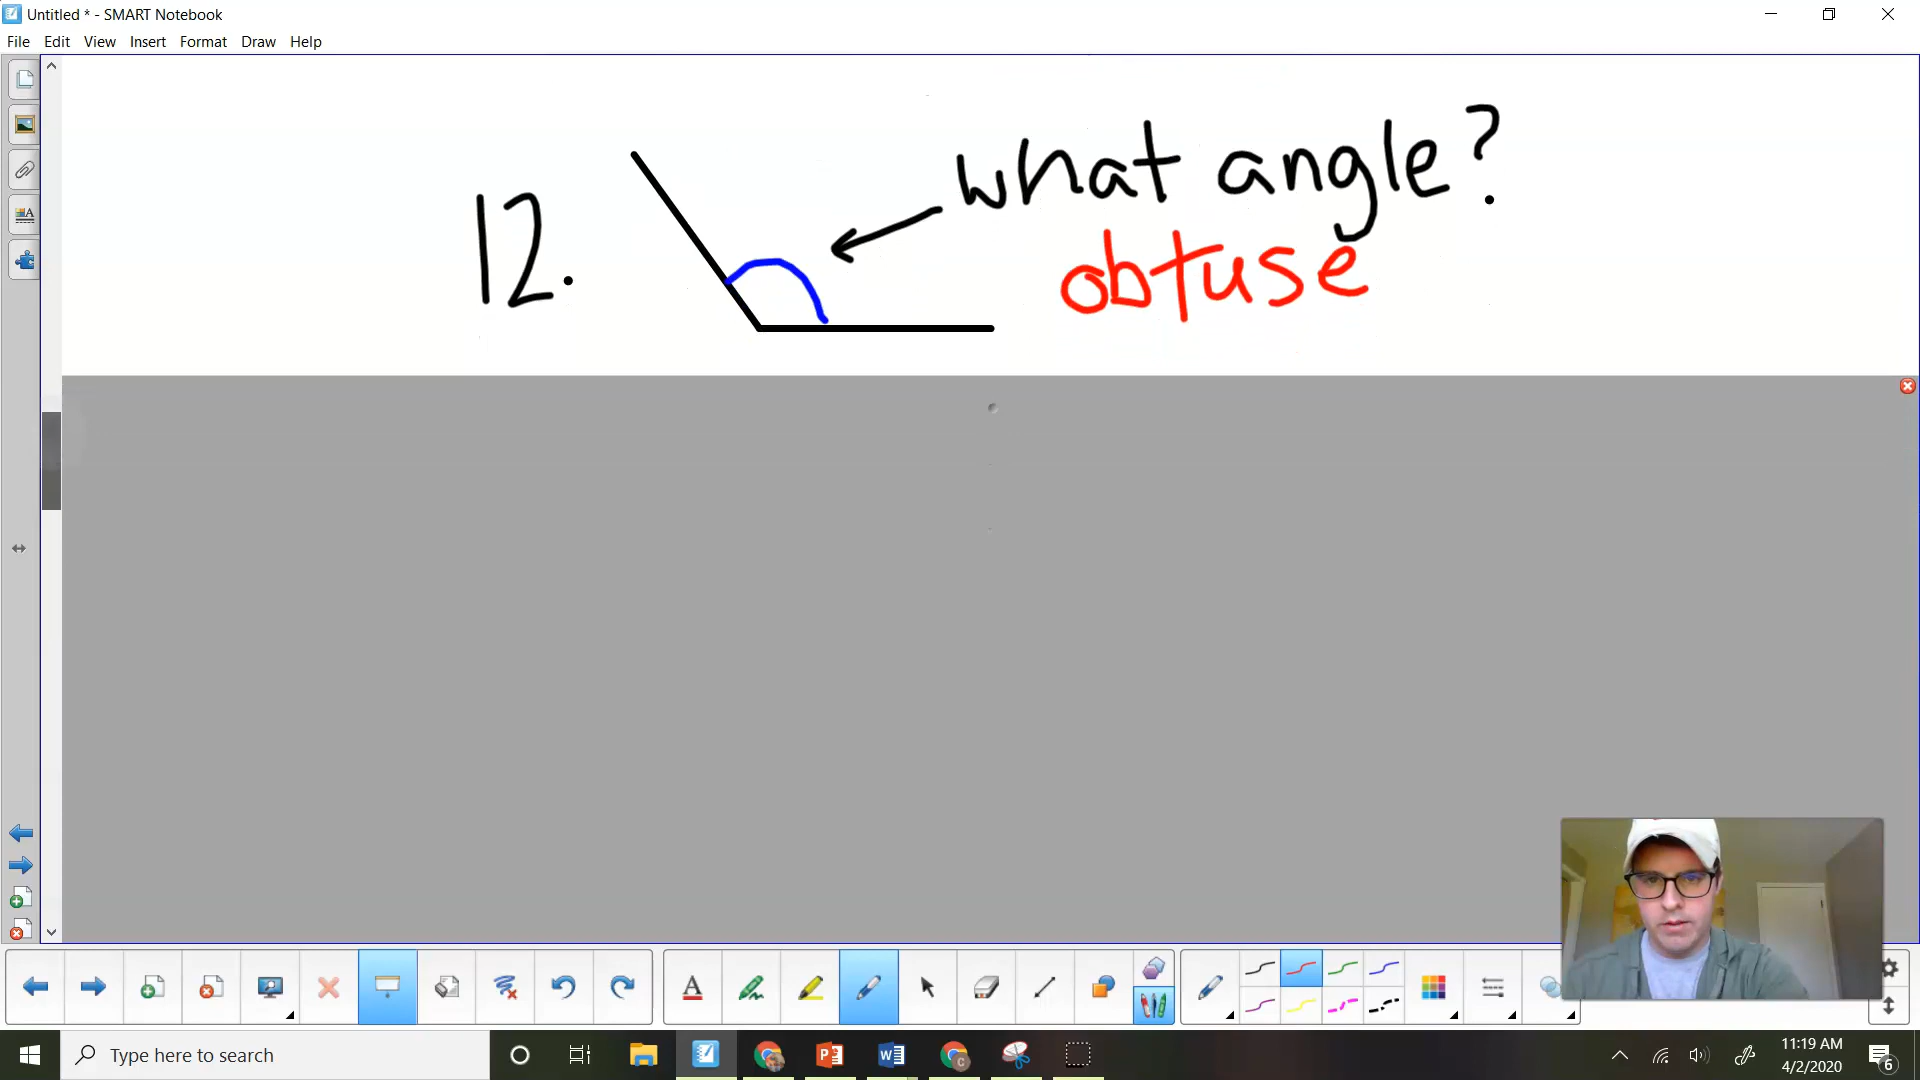 Untitled * - SMART Notebook
File Edit View Insert Format Draw Help
12.
what angle?
obtuse
Type here to search
11:19 AM
4/2/2020
6